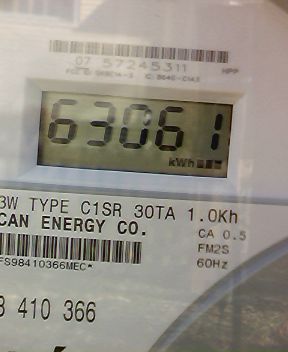 07 57245311
HPP
63061
kWh
3W TYPE C1SR 30TA 1.0Kh
CAN ENERGY CO.
CA 0.5
FM2S
60Hz
FS98410366MEC*
410 366